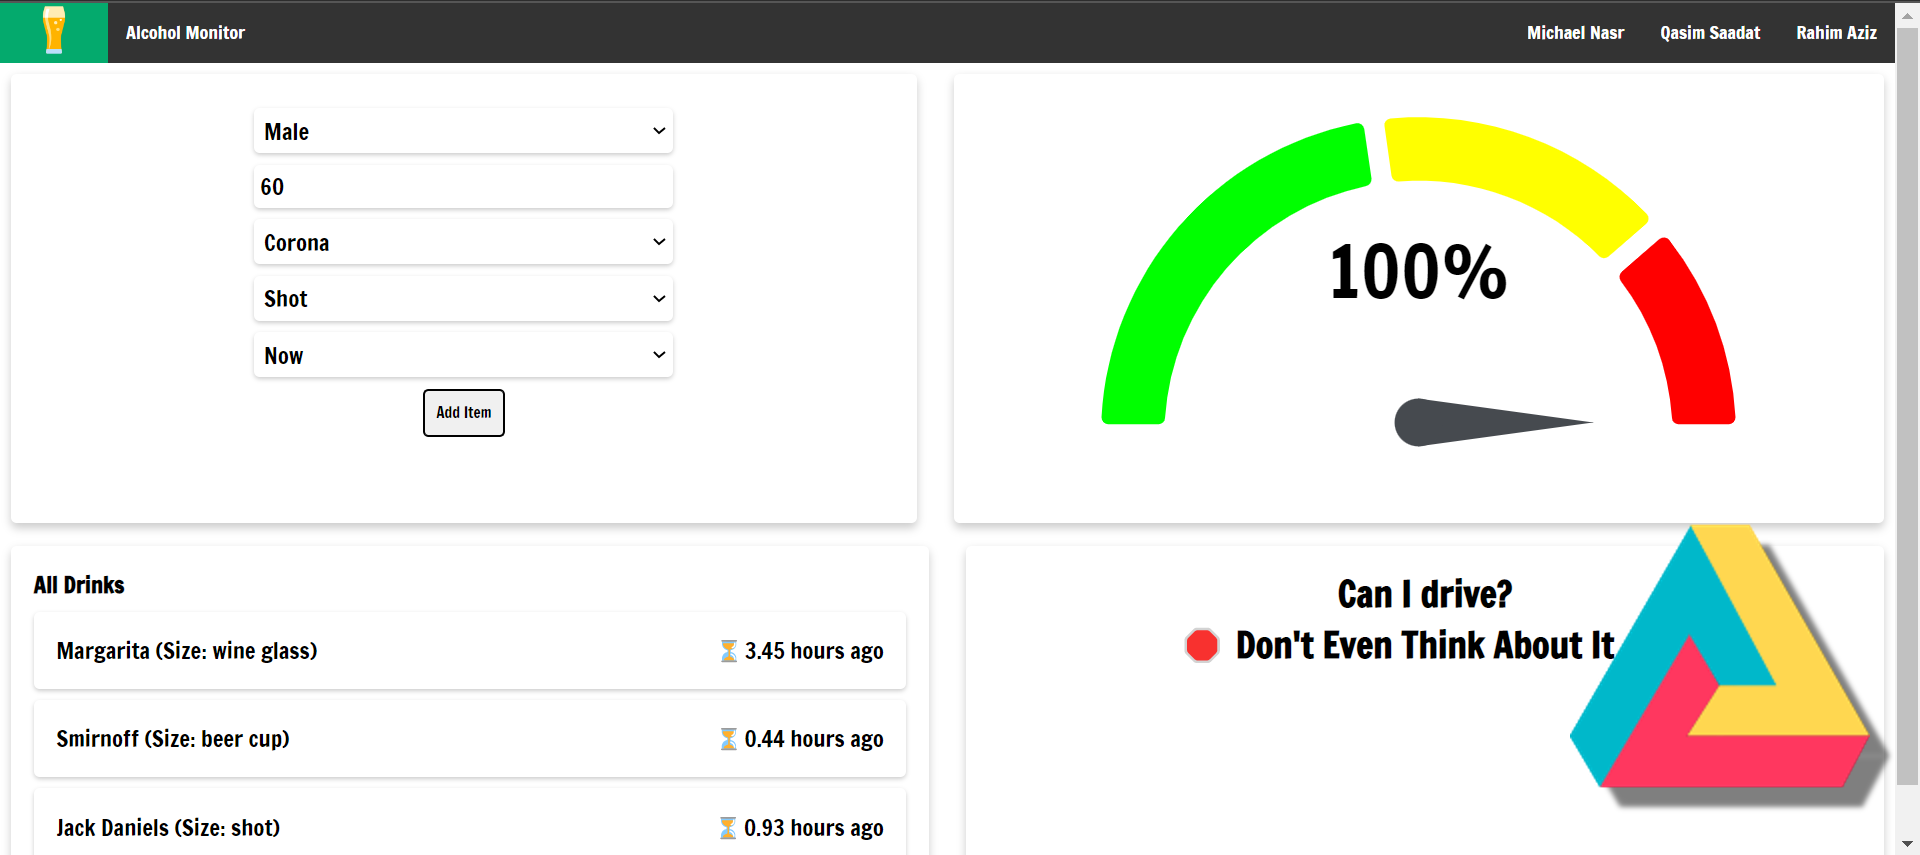 Alcohol Monitor
Michael Nasr
Qasim Saadat
Rahim Aziz
Male
60
Corona
Shot
Now
Add Item
100%
All Drinks
Margarita (Size: wine glass)
3.45 hours ago
Smirnoff (Size: beer cup)
0.44 hours ago
Jack Daniels (Size: shot)
0.93 hours ago
Can I drive?
Don't Even Think About It